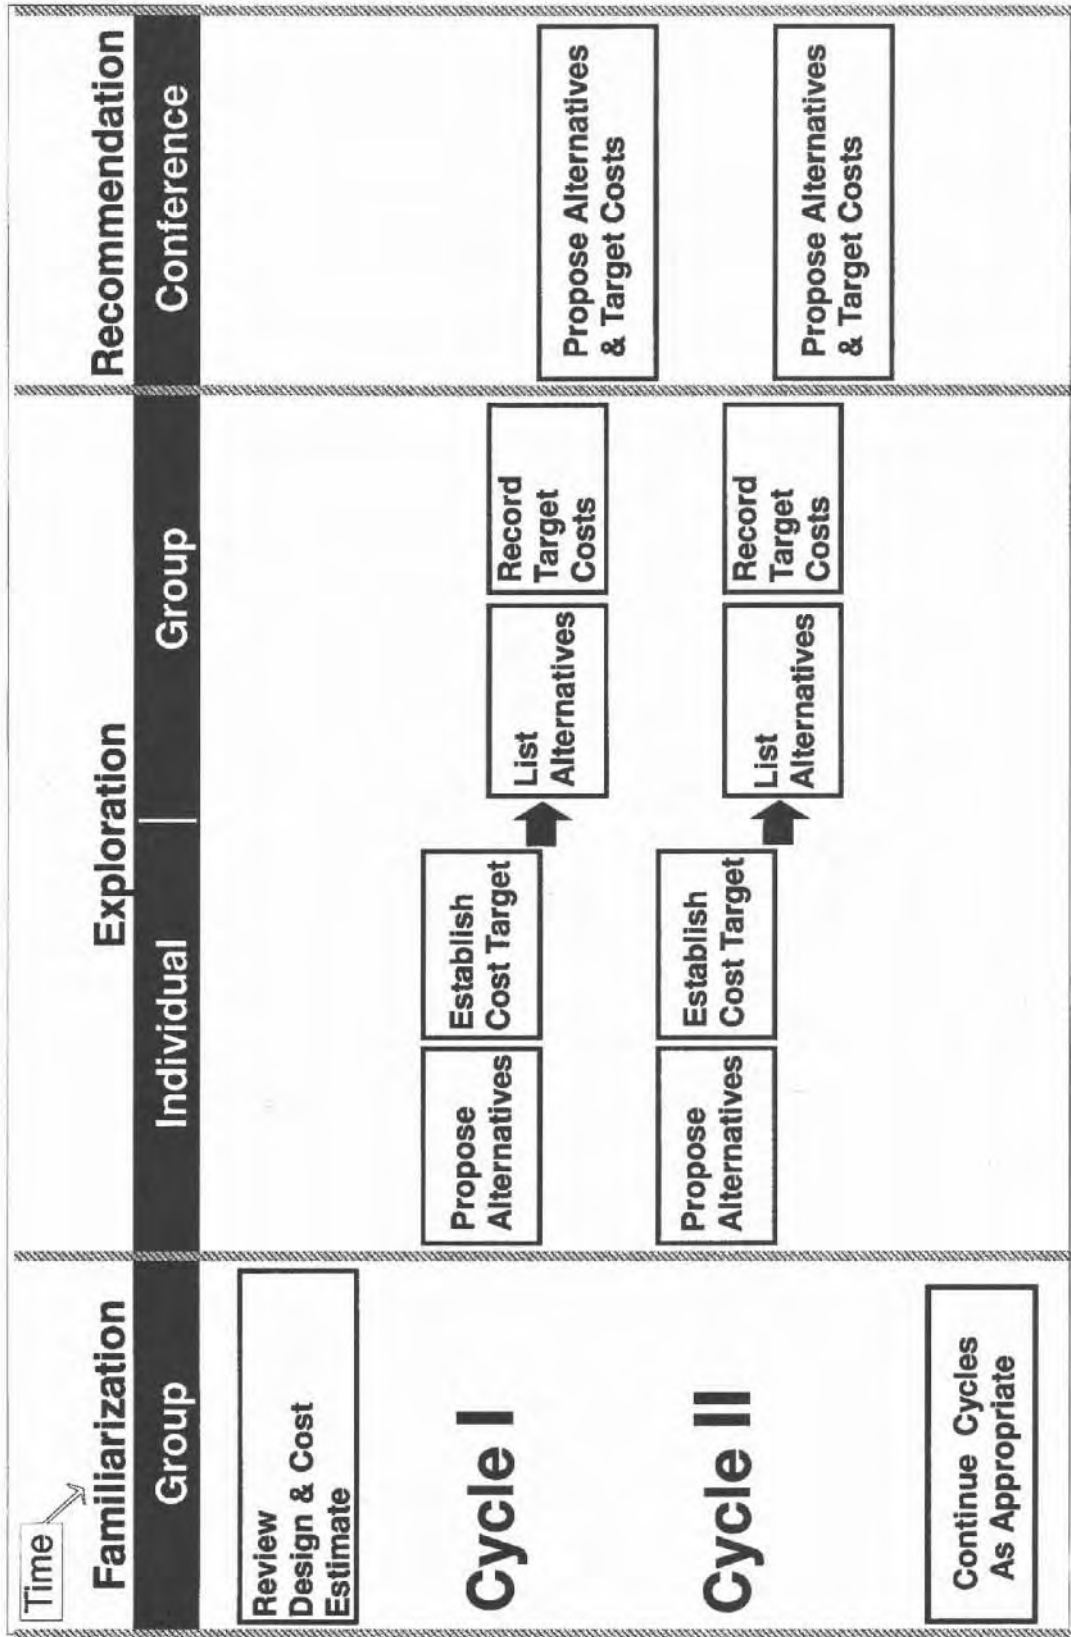 Time
Familiarization
Exploration
Recommendation
Group
Individual
Group
Conference
Review
Design & Cost
Estimate
Cycle I
Propose
Alternatives
Establish
Cost Target
List
Alternatives
Record
Target
Costs
Propose Alternatives
& Target Costs
Cycle II
Propose
Alternatives
Establish
Cost Target
List
Alternatives
Record
Target
Costs
Propose Alternatives
& Target Costs
Continue Cycles
As Appropriate